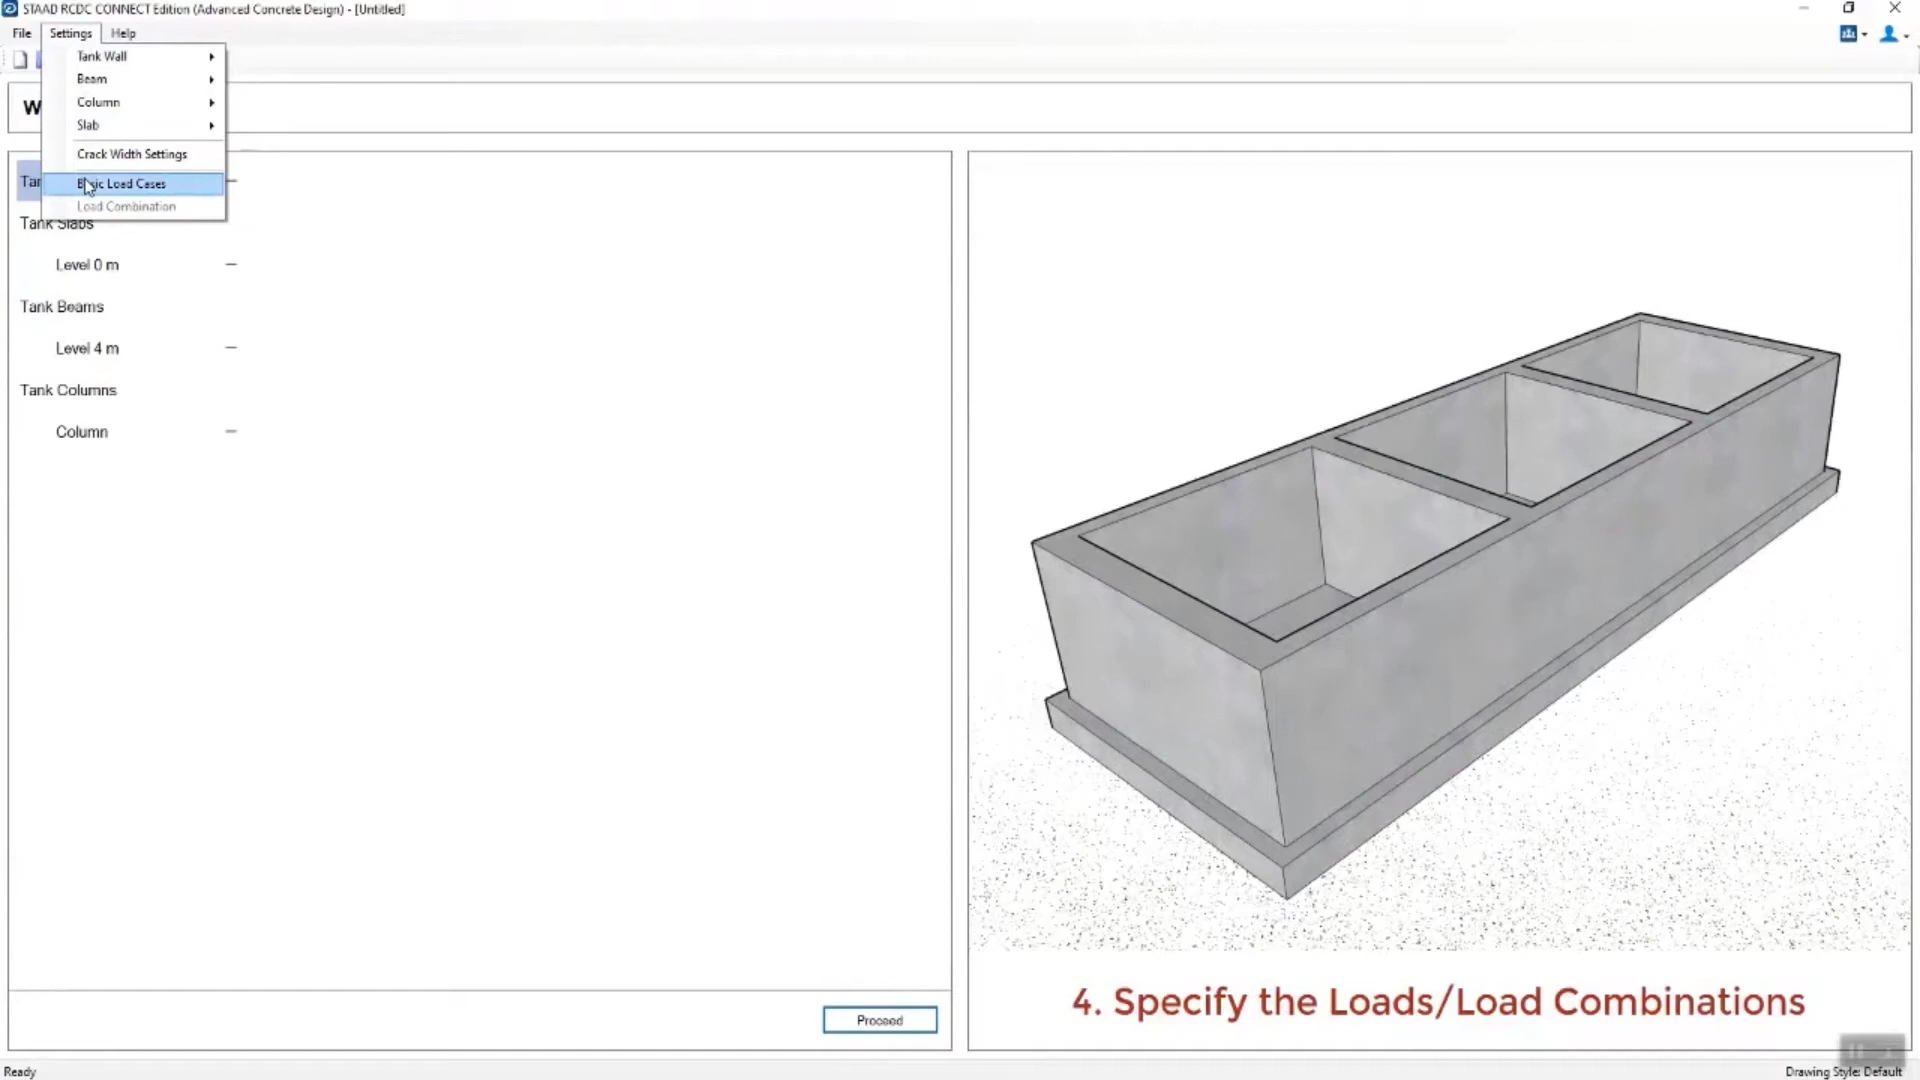 STAAD RCDC CONNECT Edition (Advanced Concrete Design) - [Untitled]
File Settings Help
Tank Wall
Beam
Column
Slab
Crack Width Settings
Load Cases
Load Combination
Tank Slabs
Level 0 m
Tank Beams
Level 4 m
Tank Columns
Column
Proceed
4. Specify the Loads/Load Combinations
Ready
Drawing Style: Default